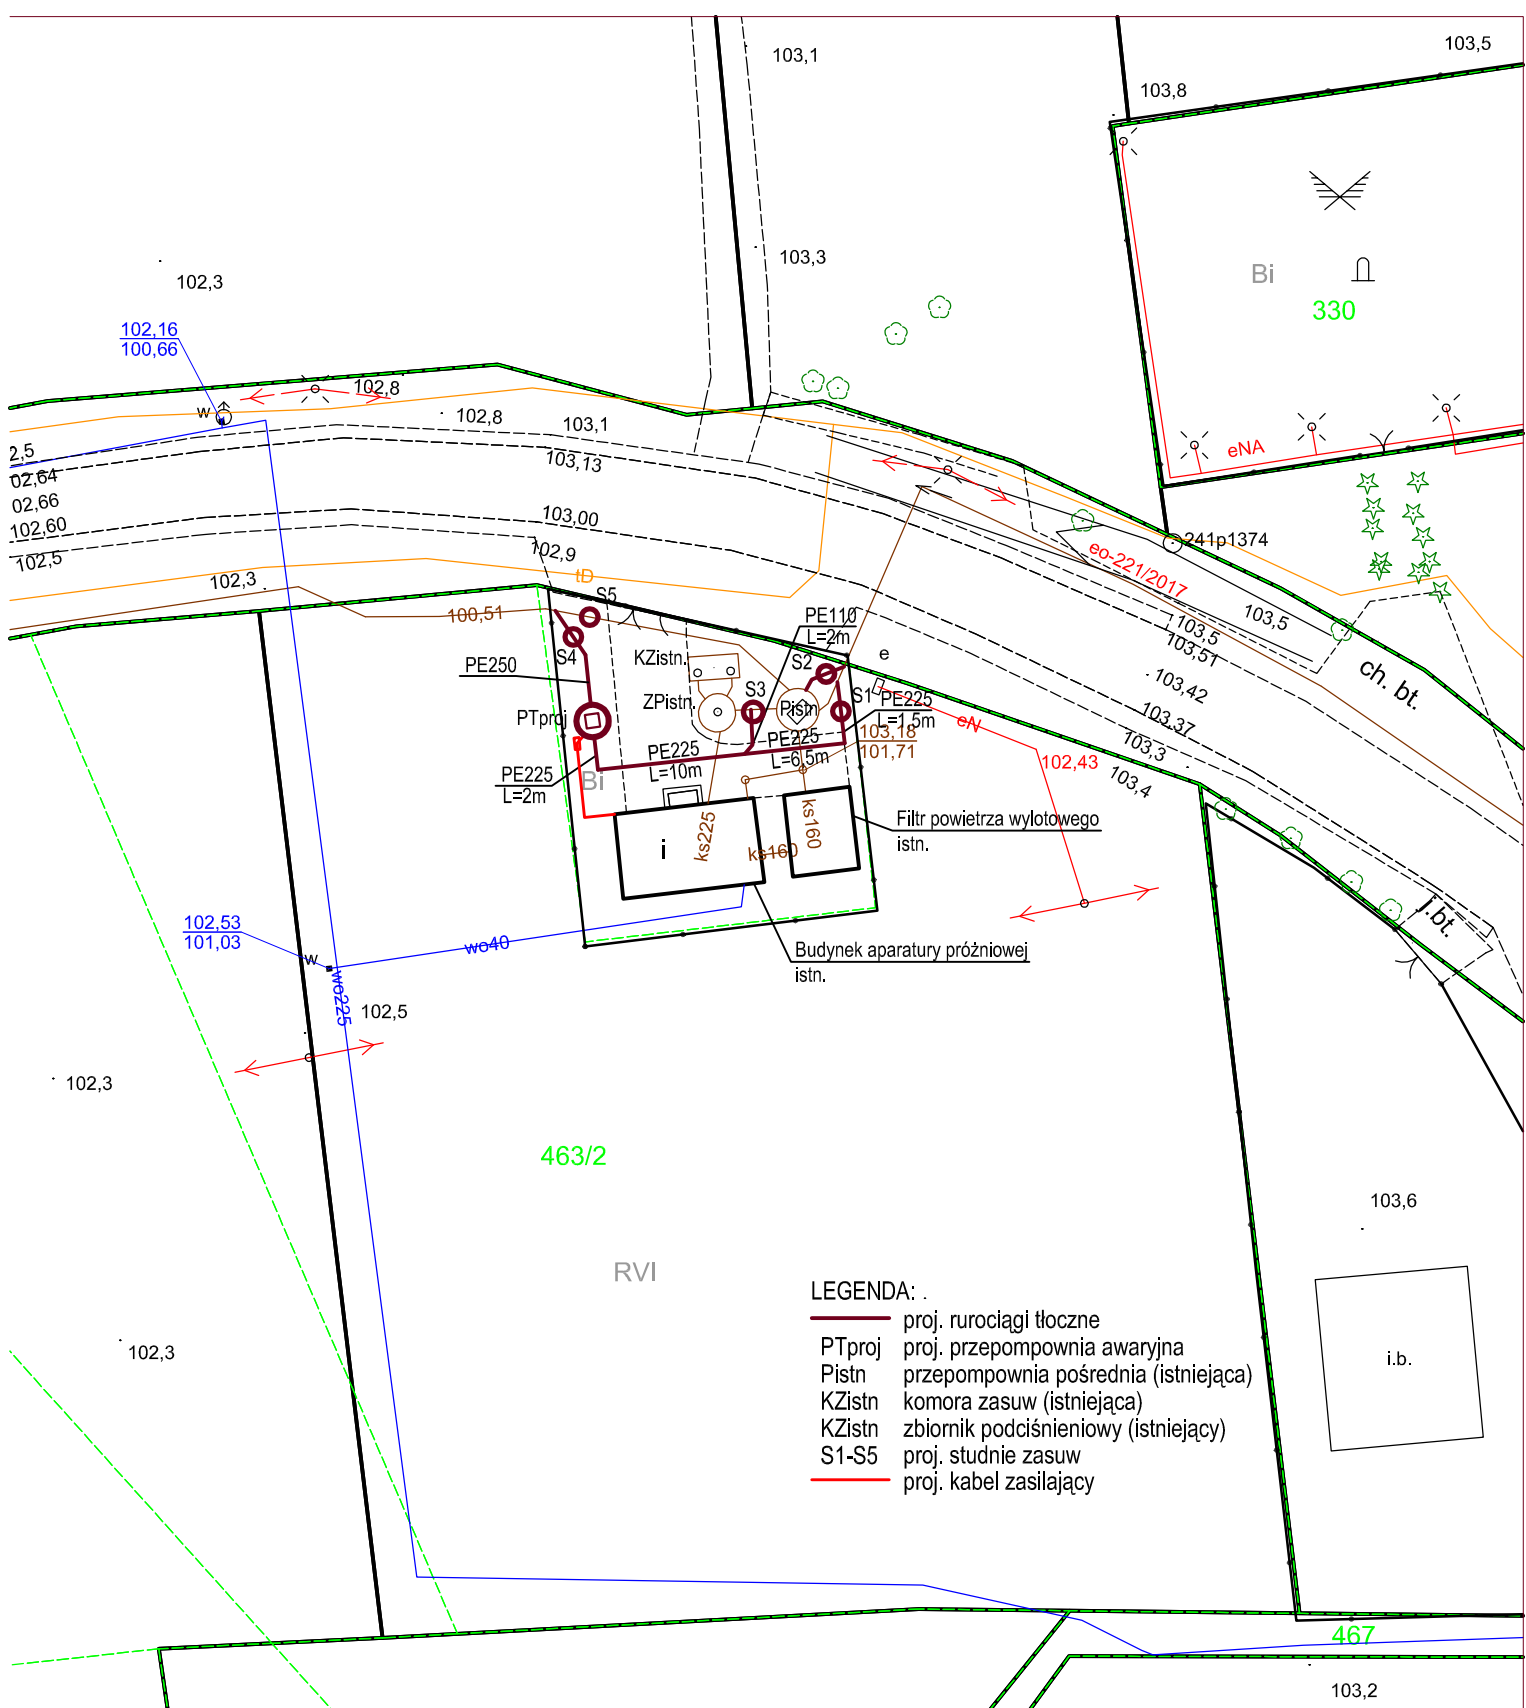 103,5
103,1
103,8
103,3
102,3
Bi
330
102,16
100,66
102,8
w
102,8
103,1
eNA
2,5
02,64
103,13
02,66
102,60
103,00
102,5
102,9
241p1374
eo-221/2017
tD
102,3
S5
100,51
PE110
L=2m
103,5
103,5
103,51
S4
KZistn.
S2
e
PE250
ch. bt.
103,42
ZPistn.
S3
Pistn
S1
PE225
L=1,5m
PTproj
eN
103,37
103,18
101,71
PE225
L=10m
PE225
L=6,5m
103,3
102,43
103,4
PE225
L=2m
Bi
Filtr powietrza wylotowego
istn.
i
ks225
ks160
ks160
j.bt.
102,53
101,03
wo40
Budynek aparatury próżniowej
istn.
w
wo225
102,5
102,3
463/2
103,6
RVI
102,3
i.b.
LEGENDA:
proj. rurociągi tłoczne
PTproj proj. przepompownia awaryjna
Pistn przepompownia pośrednia (istniejąca)
KZistn komora zasuw (istniejąca)
KZistn zbiornik podciśnieniowy (istniejący)
S1-S5 proj. studnie zasuw
proj. kabel zasilający
467
103,2